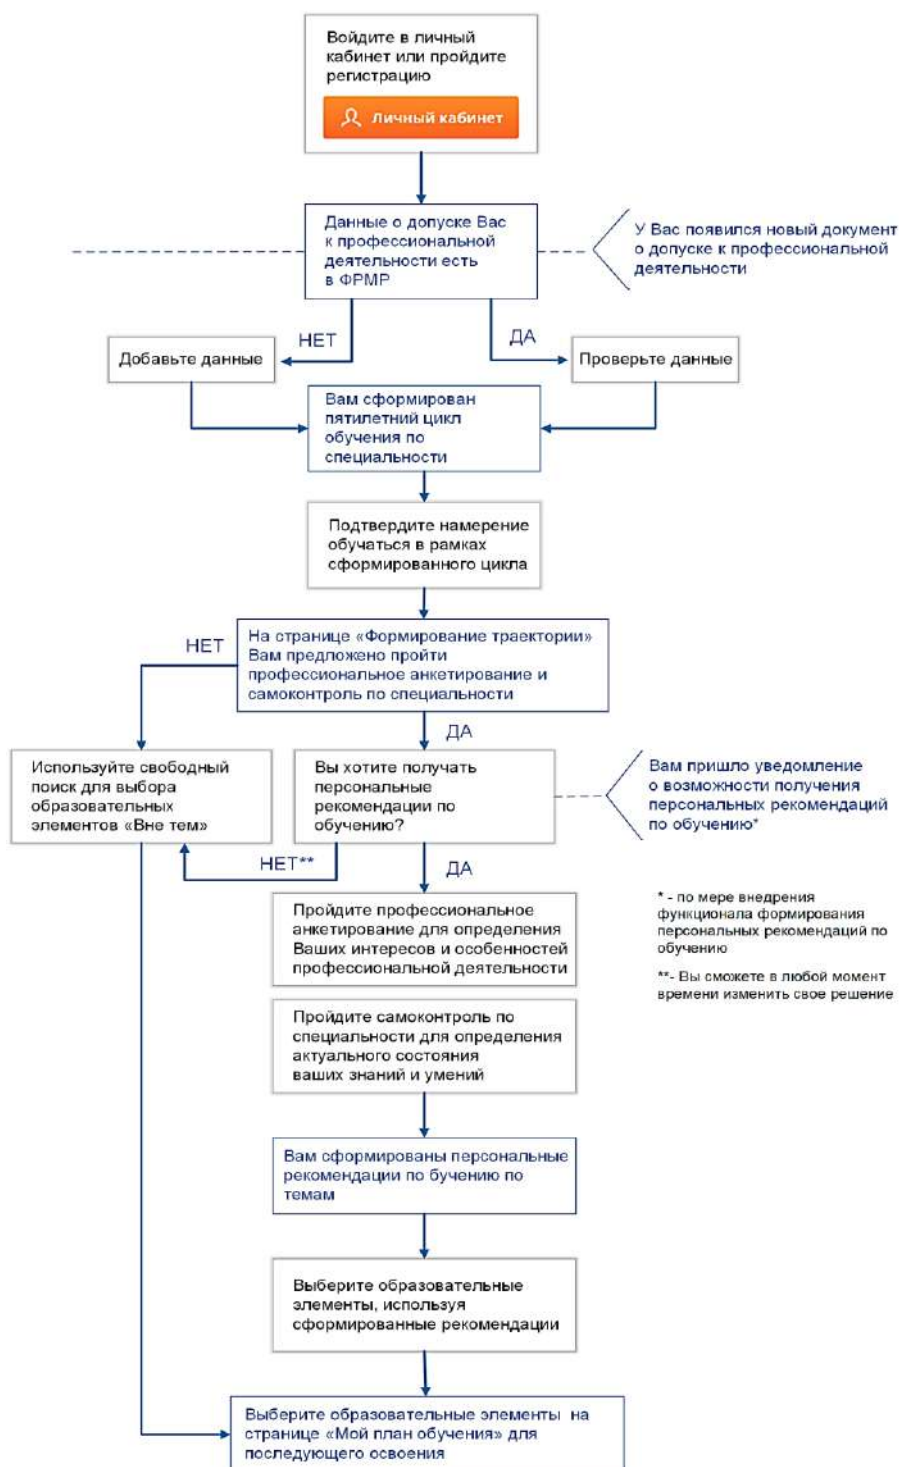 Войдите в личный
кабинет или пройдите
регистрацию
Личный кабинет
Данные о допуске Вас
к профессиональной
деятельности есть
в ФРМР
У Вас появился новый документ
о допуске к профессиональной
деятельности
НЕТ
ДА
Добавьте данные
Проверьте данные
Вам сформирован
пятилетний цикл
обучения по
специальности
Подтвердите намерение
обучаться в рамках
сформированного цикла
НЕТ
На странице «Формирование траектории»
Вам предложено пройти
профессиональное анкетирование и
самоконтроль по специальности
ДА
Используйте свободный
поиск для выбора
образовательных
элементов «Вне тем»
Вы хотите получать
персональные
рекомендации по
обучению?
Вам пришло уведомление
о возможности получения
персональных рекомендаций
по обучению*
НЕТ**
ДА
Пройдите профессиональное
анкетирование для определения
Ваших интересов и особенностей
профессиональной деятельности
* - по мере внедрения
функционала формирования
персональных рекомендаций по
обучению
**- Вы сможете в любой момент
времени изменить свое решение
Пройдите самоконтроль по
специальности для определения
актуального состояния
ваших знаний и умений
Вам сформированы персональные
рекомендации по бучению по
темам
Выберите образовательные
элементы, используя
сформированные рекомендации
Выберите образовательные элементы на
странице «Мой план обучения» для
последующего освоения